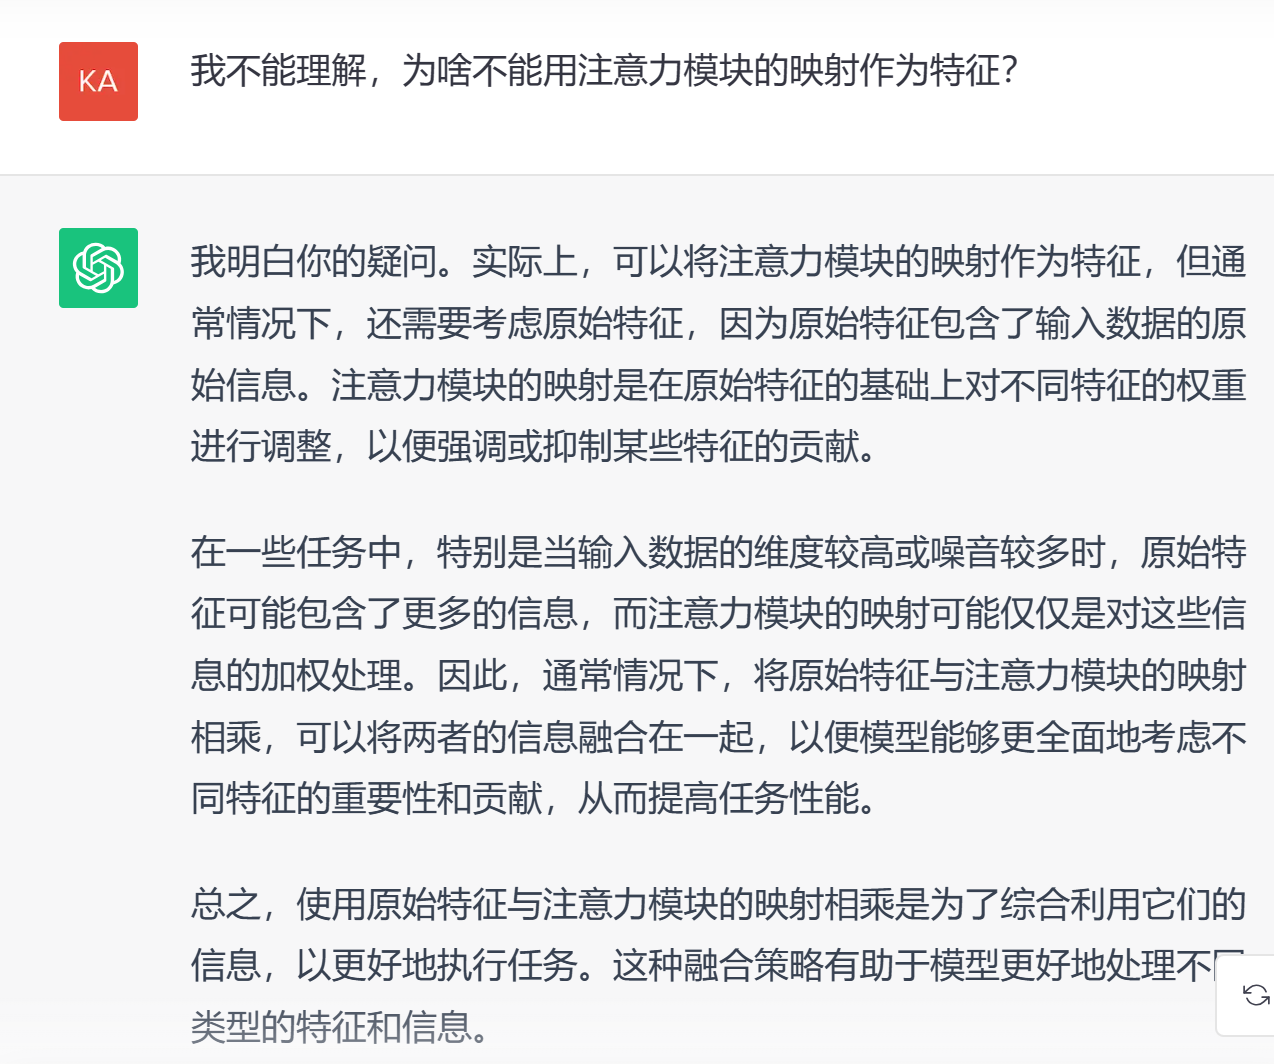 KA
我不能理解，为啥不能用注意力模块的映射作为特征？
我明白你的疑问。实际上，可以将注意力模块的映射作为特征，但通
常情况下，还需要考虑原始特征，因为原始特征包含了输入数据的原
始信息。注意力模块的映射是在原始特征的基础上对不同特征的权重
进行调整，以便强调或抑制某些特征的贡献。
在一些任务中，特别是当输入数据的维度较高或噪音较多时，原始特
征可能包含了更多的信息，而注意力模块的映射可能仅仅是对这些信
息的加权处理。因此，通常情况下，将原始特征与注意力模块的映射
相乘，可以将两者的信息融合在一起，以便模型能够更全面地考虑不
同特征的重要性和贡献，从而提高任务性能。
总之，使用原始特征与注意力模块的映射相乘是为了综合利用它们的
信息，以更好地执行任务。这种融合策略有助于模型更好地处理不同
类型的特征和信息。